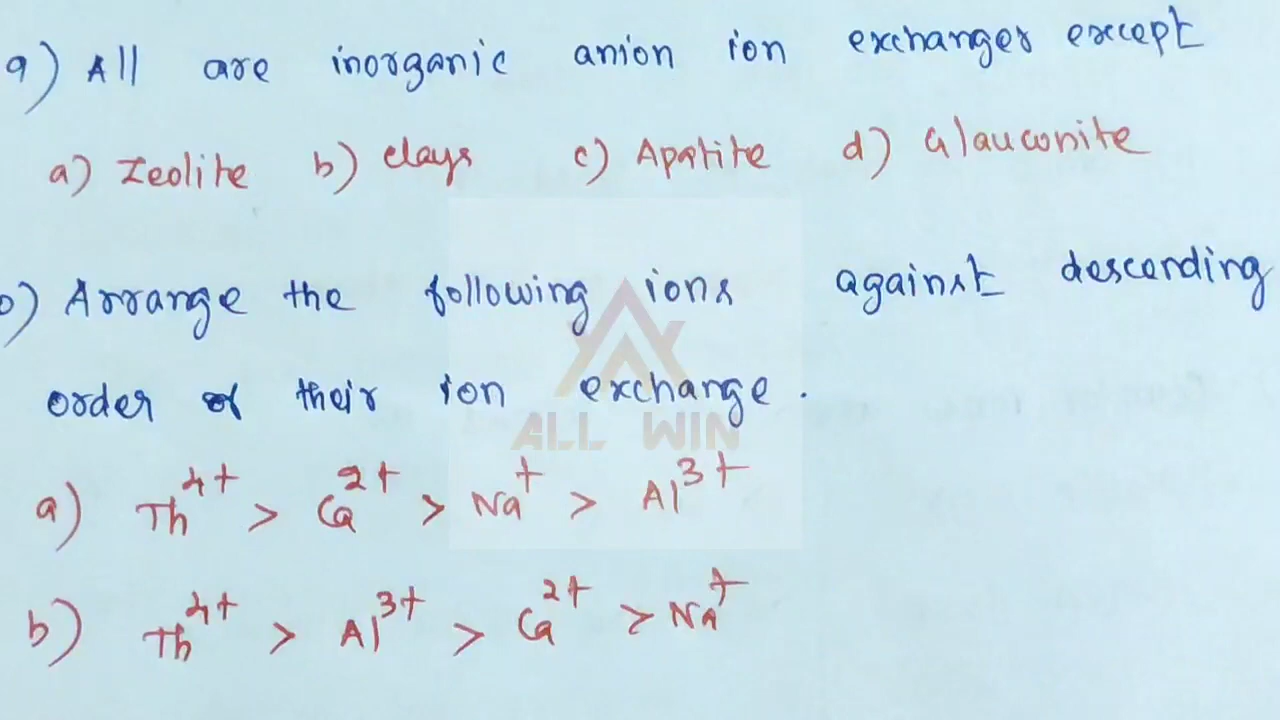 9) All are inorganic anion ion exchanger except
a) Zeolite b) clays c) Apatite d) Glauconite
0) Arrange the following ions against descending
order of their ion exchange.
ALL WIN
a) Th4+ > Ca2+ > Na+ > Al3+
b) Th4+ > Al3+ > Ca2+ > Na+